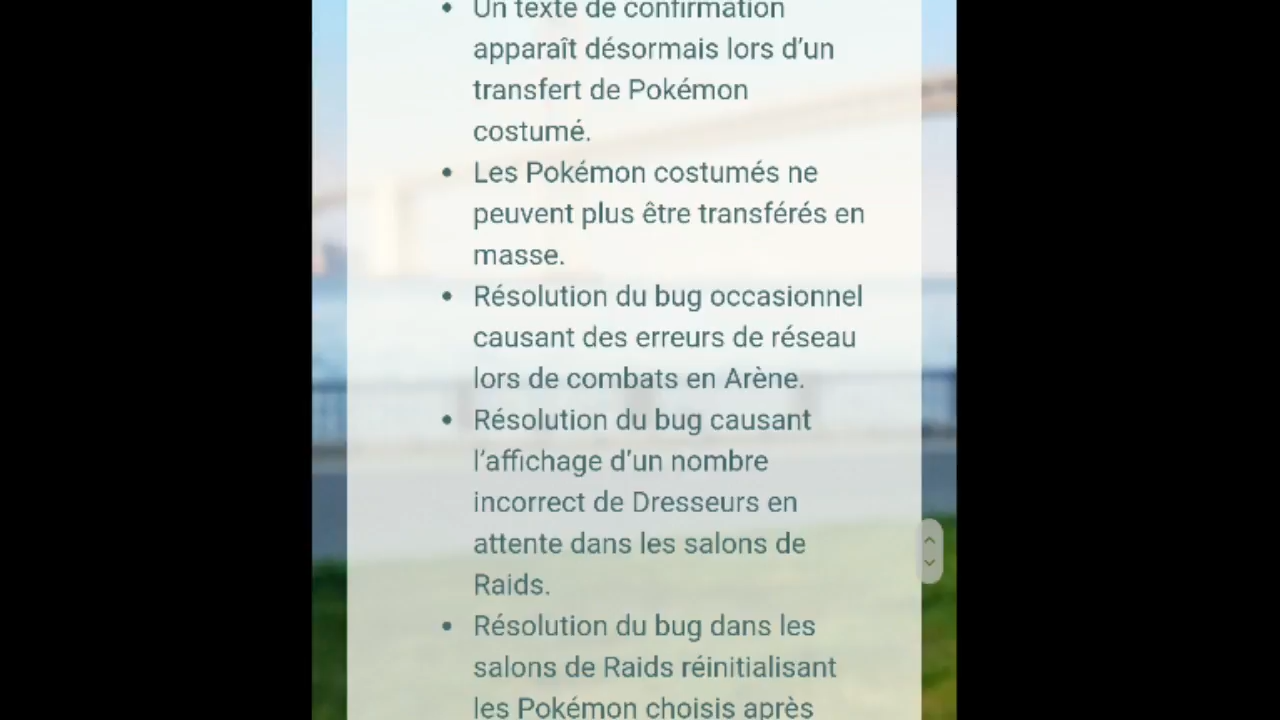 • Un texte de confirmation
apparaît désormais lors d’un
transfert de Pokémon
costumé.
• Les Pokémon costumés ne
peuvent plus être transférés en
masse.
• Résolution du bug occasionnel
causant des erreurs de réseau
lors de combats en Arène.
• Résolution du bug causant
l’affichage d’un nombre
incorrect de Dresseurs en
attente dans les salons de
Raids.
• Résolution du bug dans les
salons de Raids réinitialisant
les Pokémon choisis après